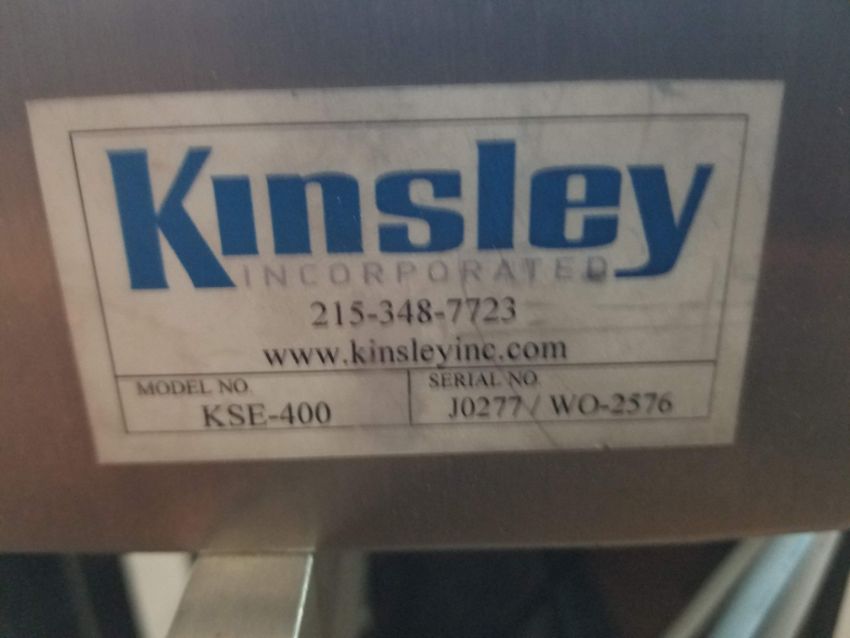 Kinsley
INCORPORATED
215-348-7723
www.kinsleyinc.com
MODEL NO.
KSE-400
SERIAL NO.
J0277 / WO-2576